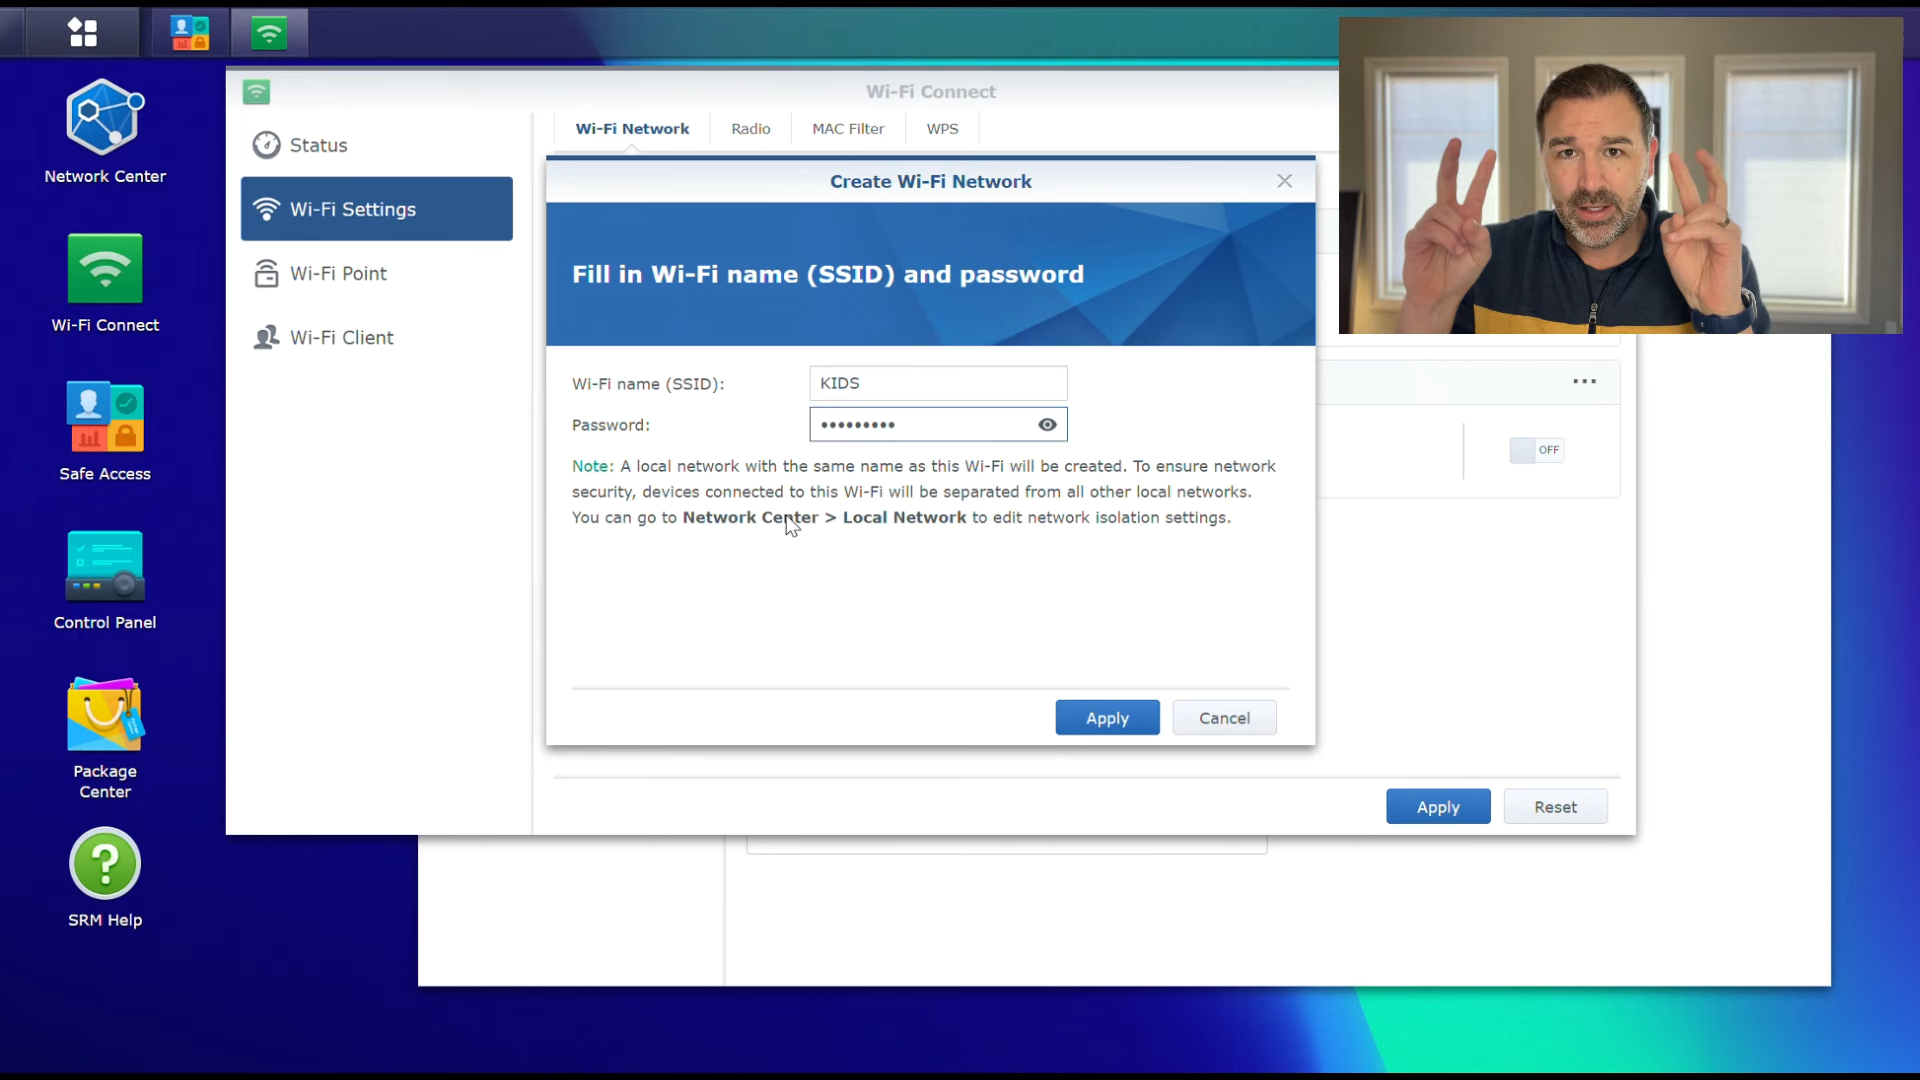 Wi-Fi Connect
Network Center
Wi-Fi Connect
Safe Access
Control Panel
Package
Center
SRM Help
Status
Wi-Fi Settings
Wi-Fi Point
Wi-Fi Client
Wi-Fi Network
Radio
MAC Filter
WPS
Create Wi-Fi Network
Fill in Wi-Fi name (SSID) and password
Wi-Fi name (SSID): KIDS
Password: •••••••••
Note: A local network with the same name as this Wi-Fi will be created. To ensure network
security, devices connected to this Wi-Fi will be separated from all other local networks.
You can go to Network Center > Local Network to edit network isolation settings.
Apply
Cancel
OFF
Apply
Reset